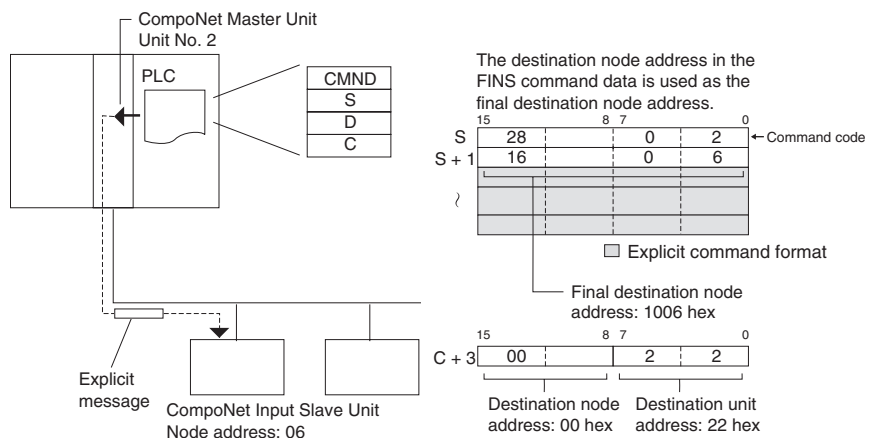 CompoNet Master Unit
Unit No. 2
PLC
CMND
S
D
C
Explicit
message
CompoNet Input Slave Unit
Node address: 06
The destination node address in the
FINS command data is used as the
final destination node address.
15 8 7 0
S 28 0 2 Command code
S + 1 16 0 6
~
Explicit command format
Final destination node
address: 1006 hex
15 8 7 0
C + 3 00 2 2
Destination node
address: 00 hex
Destination unit
address: 22 hex